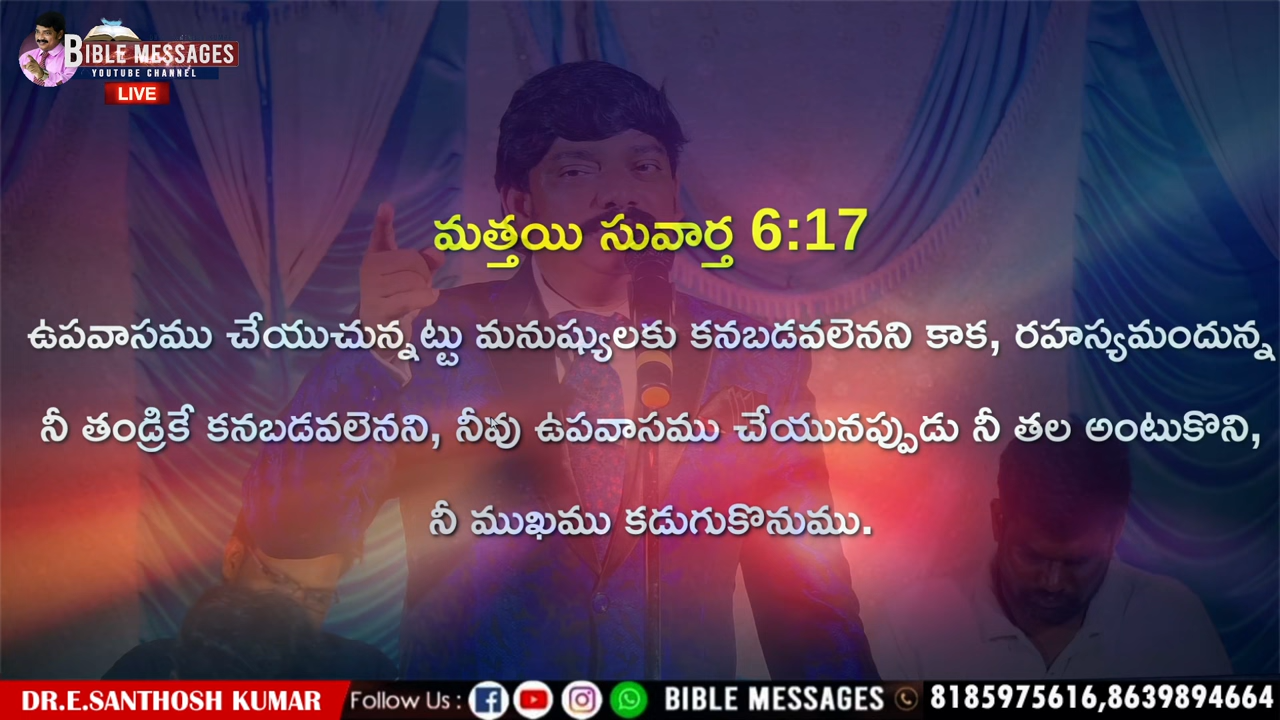 BIBLE MESSAGES
YOUTUBE CHANNEL
LIVE
మత్తయి సువార్త 6:17
ఉపవాసము చేయుచున్నట్టు మనుష్యులకు కనబడవలెనని కాక, రహస్యమందున్న
నీ తండ్రికే కనబడవలెనని, నీవు ఉపవాసము చేయునప్పుడు నీ తల అంటుకొని,
నీ ముఖము కడుగుకొనుము.
DR.E.SANTHOSH KUMAR Follow Us : BIBLE MESSAGES 8185975616,8639894664